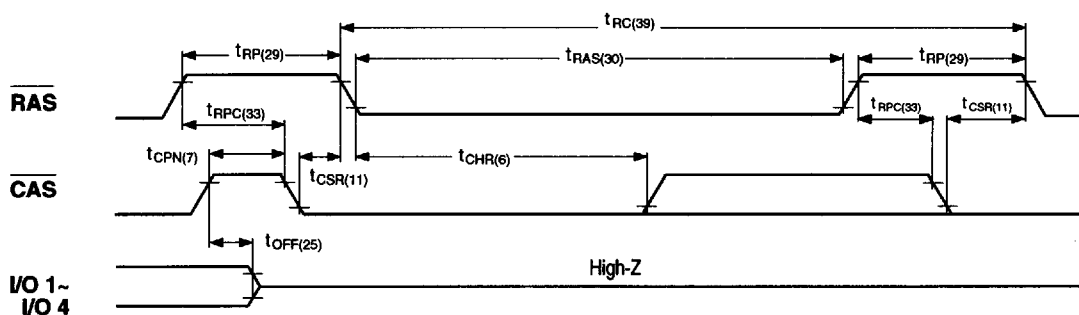 tRC(39)
tRP(29) tRAS(30) tRP(29)
RAS
tRPC(33) tRPC(33) tCSR(11)
tCPN(7) tCSR(11) tCHR(6)
CAS
tOFF(25)
High-Z
I/O 1~
I/O 4